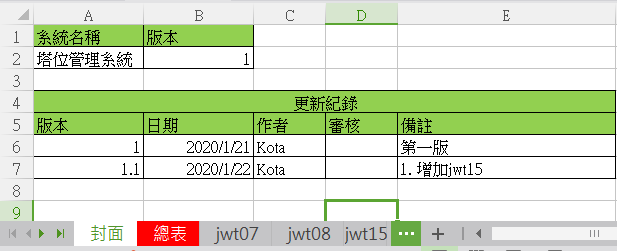 A B C D E
1 系統名稱 版本
2 塔位管理系統 1
3
4 更新紀錄
5 版本 日期 作者 審核 備註
6 1 2020/1/21 Kota 第一版
7 1.1 2020/1/22 Kota 1.增加jwt15
8
9
封面 總表 jwt07 jwt08 jwt15 ... +